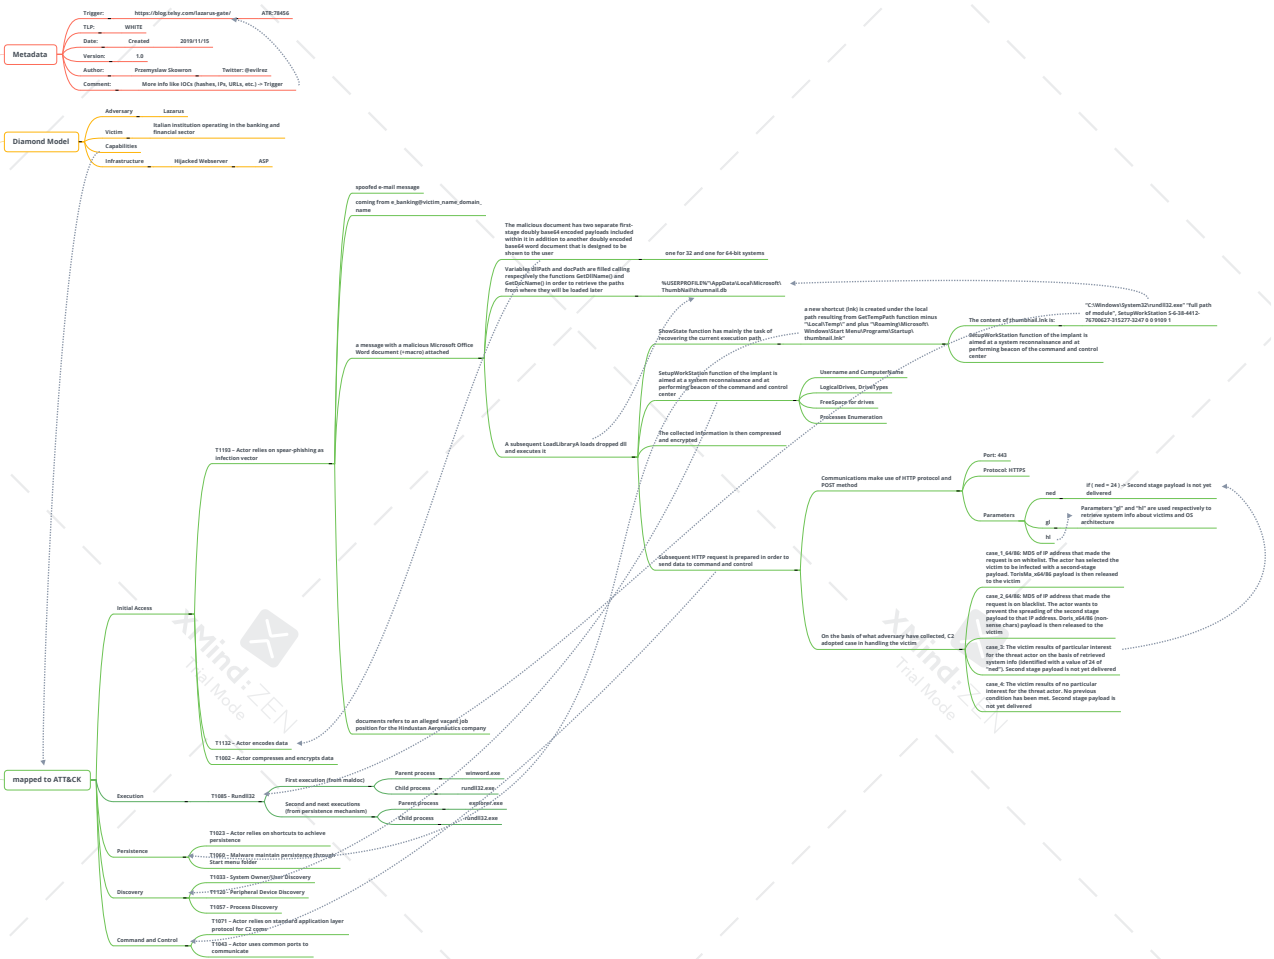 Trigger: https://blog.telsy.com/lazarus-gate/ ATR:78456
TLP: WHITE
Date: Created 2019/11/15
Metadata
Version: 1.0
Author: Przemyslaw Skowron Twitter: @evilrez
Comment: More info like IOCs (hashes, IPs, URLs, etc.) -> Trigger
Adversary Lazarus
Diamond Model
Victim
Italian institution operating in the banking and
financial sector
Capabilities
Infrastructure Hijacked Webserver ASP
mapped to ATT&CK
Initial Access
T1193 – Actor relies on spear-phishing as
infection vector
spoofed e-mail message
coming from e_banking@victim_name_domain_
name
a message with a malicious Microsoft Office
Word document (+macro) attached
The malicious document has two separate first-
stage doubly base64 encoded payloads included
within it in addition to another doubly encoded
base64 word document that is designed to be
shown to the user
one for 32 and one for 64-bit systems
Variables dllPath and docPath are filled calling
respectively the functions GetDllName() and
GetDocName() in order to retrieve the paths
from where they will be loaded later
%USERPROFILE%"\AppData\Local\Microsoft\
ThumbNail\thumnail.db
A subsequent LoadLibraryA loads dropped dll
and executes it
ShowState function has mainly the task of
recovering the current execution path
a new shortcut (lnk) is created under the local
path resulting from GetTempPath function minus
"\Local\Temp\" and plus "\Roaming\Microsoft\
Windows\Start Menu\Programs\Startup\
thumbnail.lnk"
The content of thumbnail.lnk is:
"C:\Windows\System32\rundll32.exe" "full path
of module", SetupWorkStation S-6-38-4412-
76700627-315277-3247 0 0 9109 1
SetupWorkStation function of the implant is
aimed at a system reconnaissance and at
performing beacon of the command and control
center
SetupWorkStation function of the implant is
aimed at a system reconnaissance and at
performing beacon of the command and control
center
Username and ComputerName
LogicalDrives, DriveTypes
FreeSpace for drives
Processes Enumeration
The collected information is then compressed
and encrypted
Subsequent HTTP request is prepared in order to
send data to command and control
Communications make use of HTTP protocol and
POST method
Port: 443
Protocol: HTTPS
Parameters
ned
if ( ned = 24 ) -> Second stage payload is not yet
delivered
gl
Parameters "gl" and "hl" are used respectively to
retrieve system info about victims and OS
architecture
hl
On the basis of what adversary have collected, C2
adopted case in handling the victim
case_1_64/86: MD5 of IP address that made the
request is on whitelist. The actor has selected the
victim to be infected with a second-stage
payload. TorisMa_x64/86 payload is then released
to the victim
case_2_64/86: MD5 of IP address that made the
request is on blacklist. The actor wants to
prevent the spreading of the second stage
payload to that IP address. Doris_x64/86 (non-
sense chars) payload is then released to the
victim
case_3: The victim results of particular interest
for the threat actor on the basis of retrieved
system info (identified with a value of 24 of
"ned"). Second stage payload is not yet delivered
case_4: The victim results of no particular
interest for the threat actor. No previous
condition has been met. Second stage payload is
not yet delivered
documents refers to an alleged vacant job
position for the Hindustan Aeronautics company
T1132 – Actor encodes data
T1002 – Actor compresses and encrypts data
Execution
T1085 - Rundll32
First execution (from maldoc)
Parent process winword.exe
Child process rundll32.exe
Second and next executions
(from persistence mechanism)
Parent process explorer.exe
Child process rundll32.exe
Persistence
T1023 – Actor relies on shortcuts to achieve
persistence
T1060 – Malware maintain persistence through
Start menu folder
Discovery
T1033 - System Owner/User Discovery
T1120 - Peripheral Device Discovery
T1057 - Process Discovery
Command and Control
T1071 – Actor relies on standard application layer
protocol for C2 coms
T1043 – Actor uses common ports to
communicate
XMind:ZEN
Trial Mode
XMind:ZEN
Trial Mode